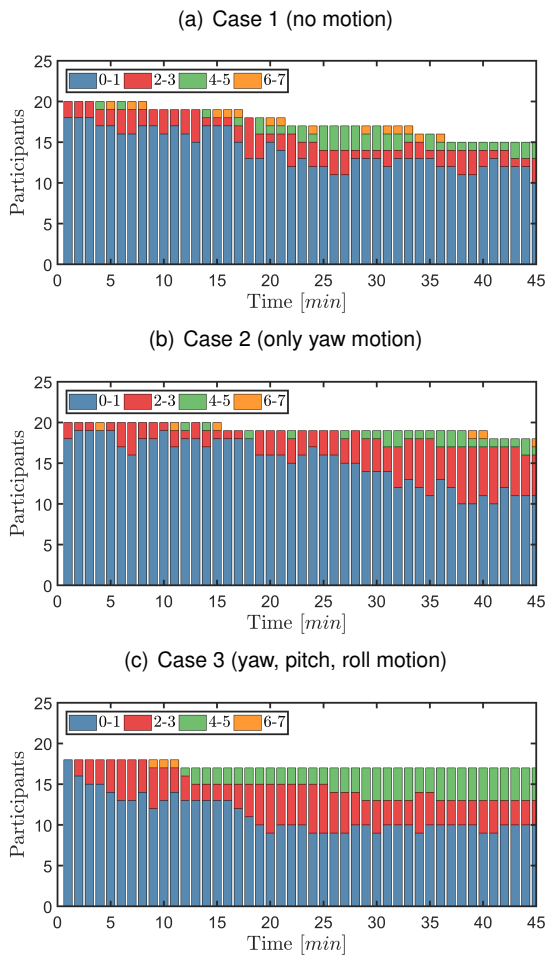 (a) Case 1 (no motion)
25
20
15
10
5
0
Participants
0-1 2-3 4-5 6-7
0 5 10 15 20 25 30 35 40 45
Time [min]
(b) Case 2 (only yaw motion)
25
20
15
10
5
0
Participants
0-1 2-3 4-5 6-7
0 5 10 15 20 25 30 35 40 45
Time [min]
(c) Case 3 (yaw, pitch, roll motion)
25
20
15
10
5
0
Participants
0-1 2-3 4-5 6-7
0 5 10 15 20 25 30 35 40 45
Time [min]